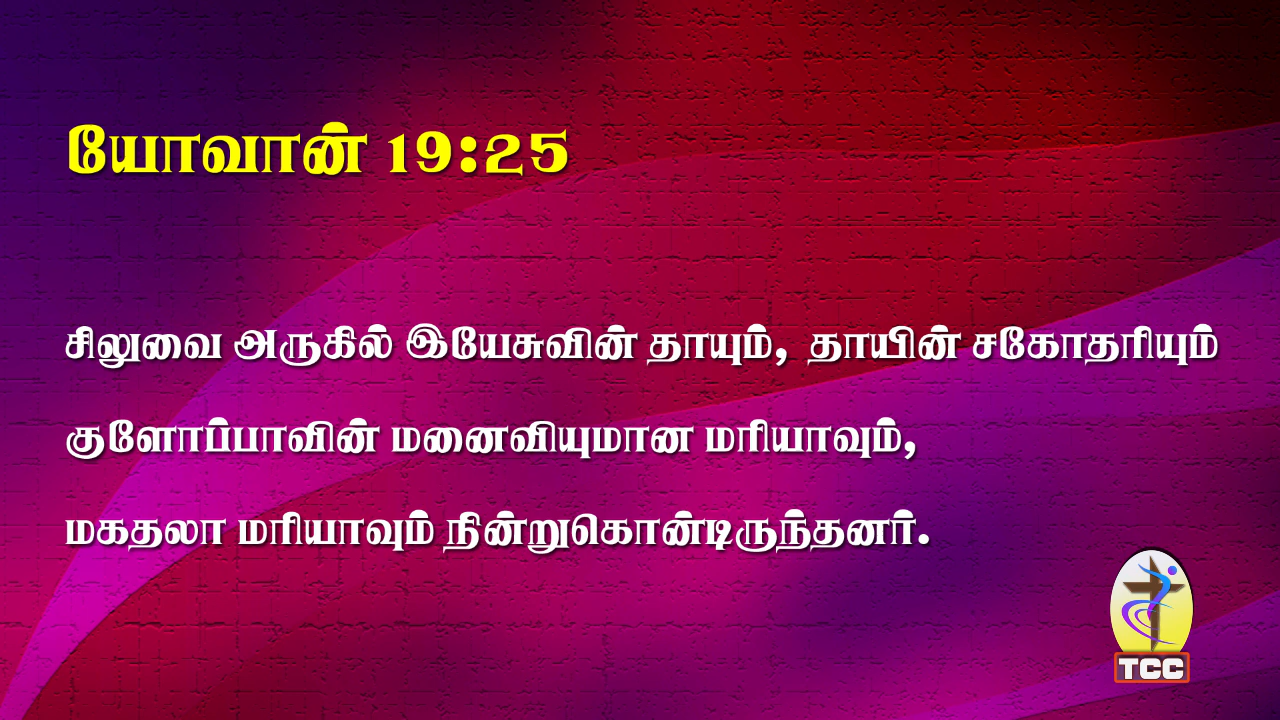 யோவான் 19:25
சிலுவை அருகில் இயேசுவின் தாயும், தாயின் சகோதரியும்
குளோப்பாவின் மனைவியுமான மரியாவும்,
மகதலா மரியாவும் நின்றுகொன்டிருந்தனர்.
TCC